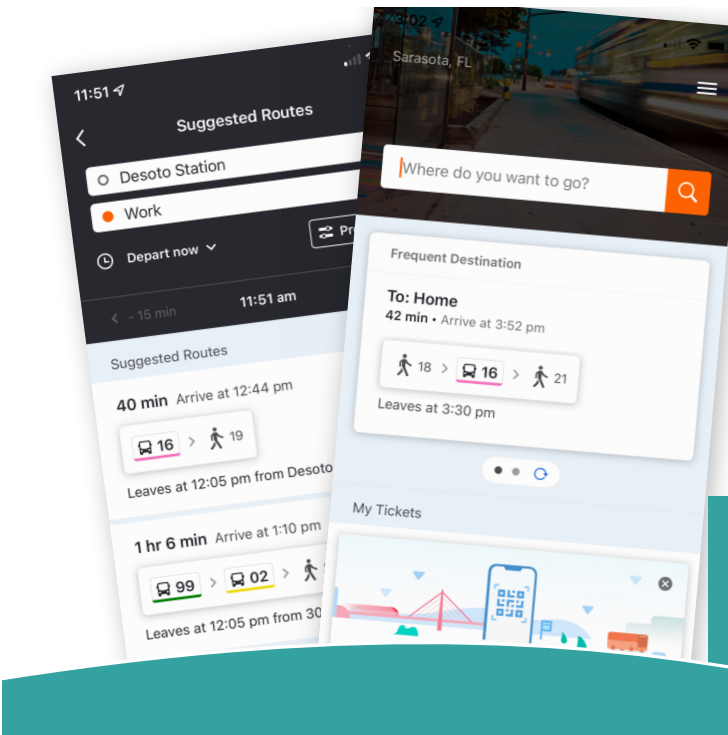 11:51
Suggested Routes
Desoto Station
Work
Depart now
- 15 min
11:51 am
Suggested Routes
40 min Arrive at 12:44 pm
16 > 19
Leaves at 12:05 pm from Desoto
1 hr 6 min Arrive at 1:10 pm
99 > 02 >
Leaves at 12:05 pm from 30
3:02
Sarasota, FL
Where do you want to go?
Frequent Destination
To: Home
42 min • Arrive at 3:52 pm
18 > 16 > 21
Leaves at 3:30 pm
My Tickets